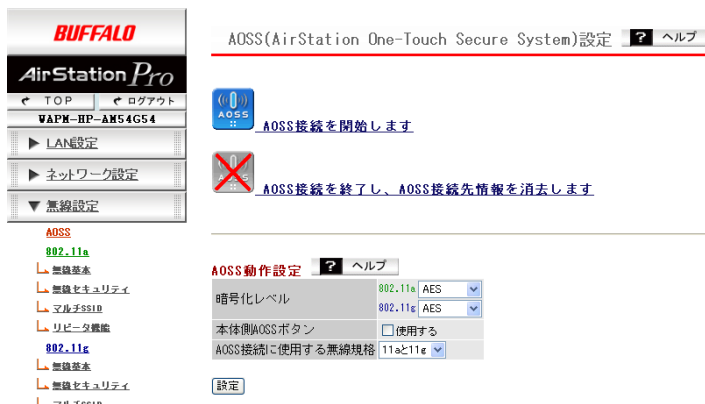 BUFFALO
AirStation Pro
TOP ログアウト
WAPM-HP-AM54G54
▶ LAN設定
▶ ネットワーク設定
▼ 無線設定
AOSS
802.11a
無線基本
無線セキュリティ
マルチSSID
リピータ機能
802.11g
無線基本
無線セキュリティ
マルチSSID
AOSS(AirStation One-Touch Secure System)設定 ? ヘルプ
AOSS
AOSS接続を開始します
AOSS接続を終了し、AOSS接続先情報を消去します
AOSS動作設定 ? ヘルプ
暗号化レベル
802.11a AES
802.11g AES
本体側AOSSボタン 使用する
AOSS接続に使用する無線規格 11aと11g
設定